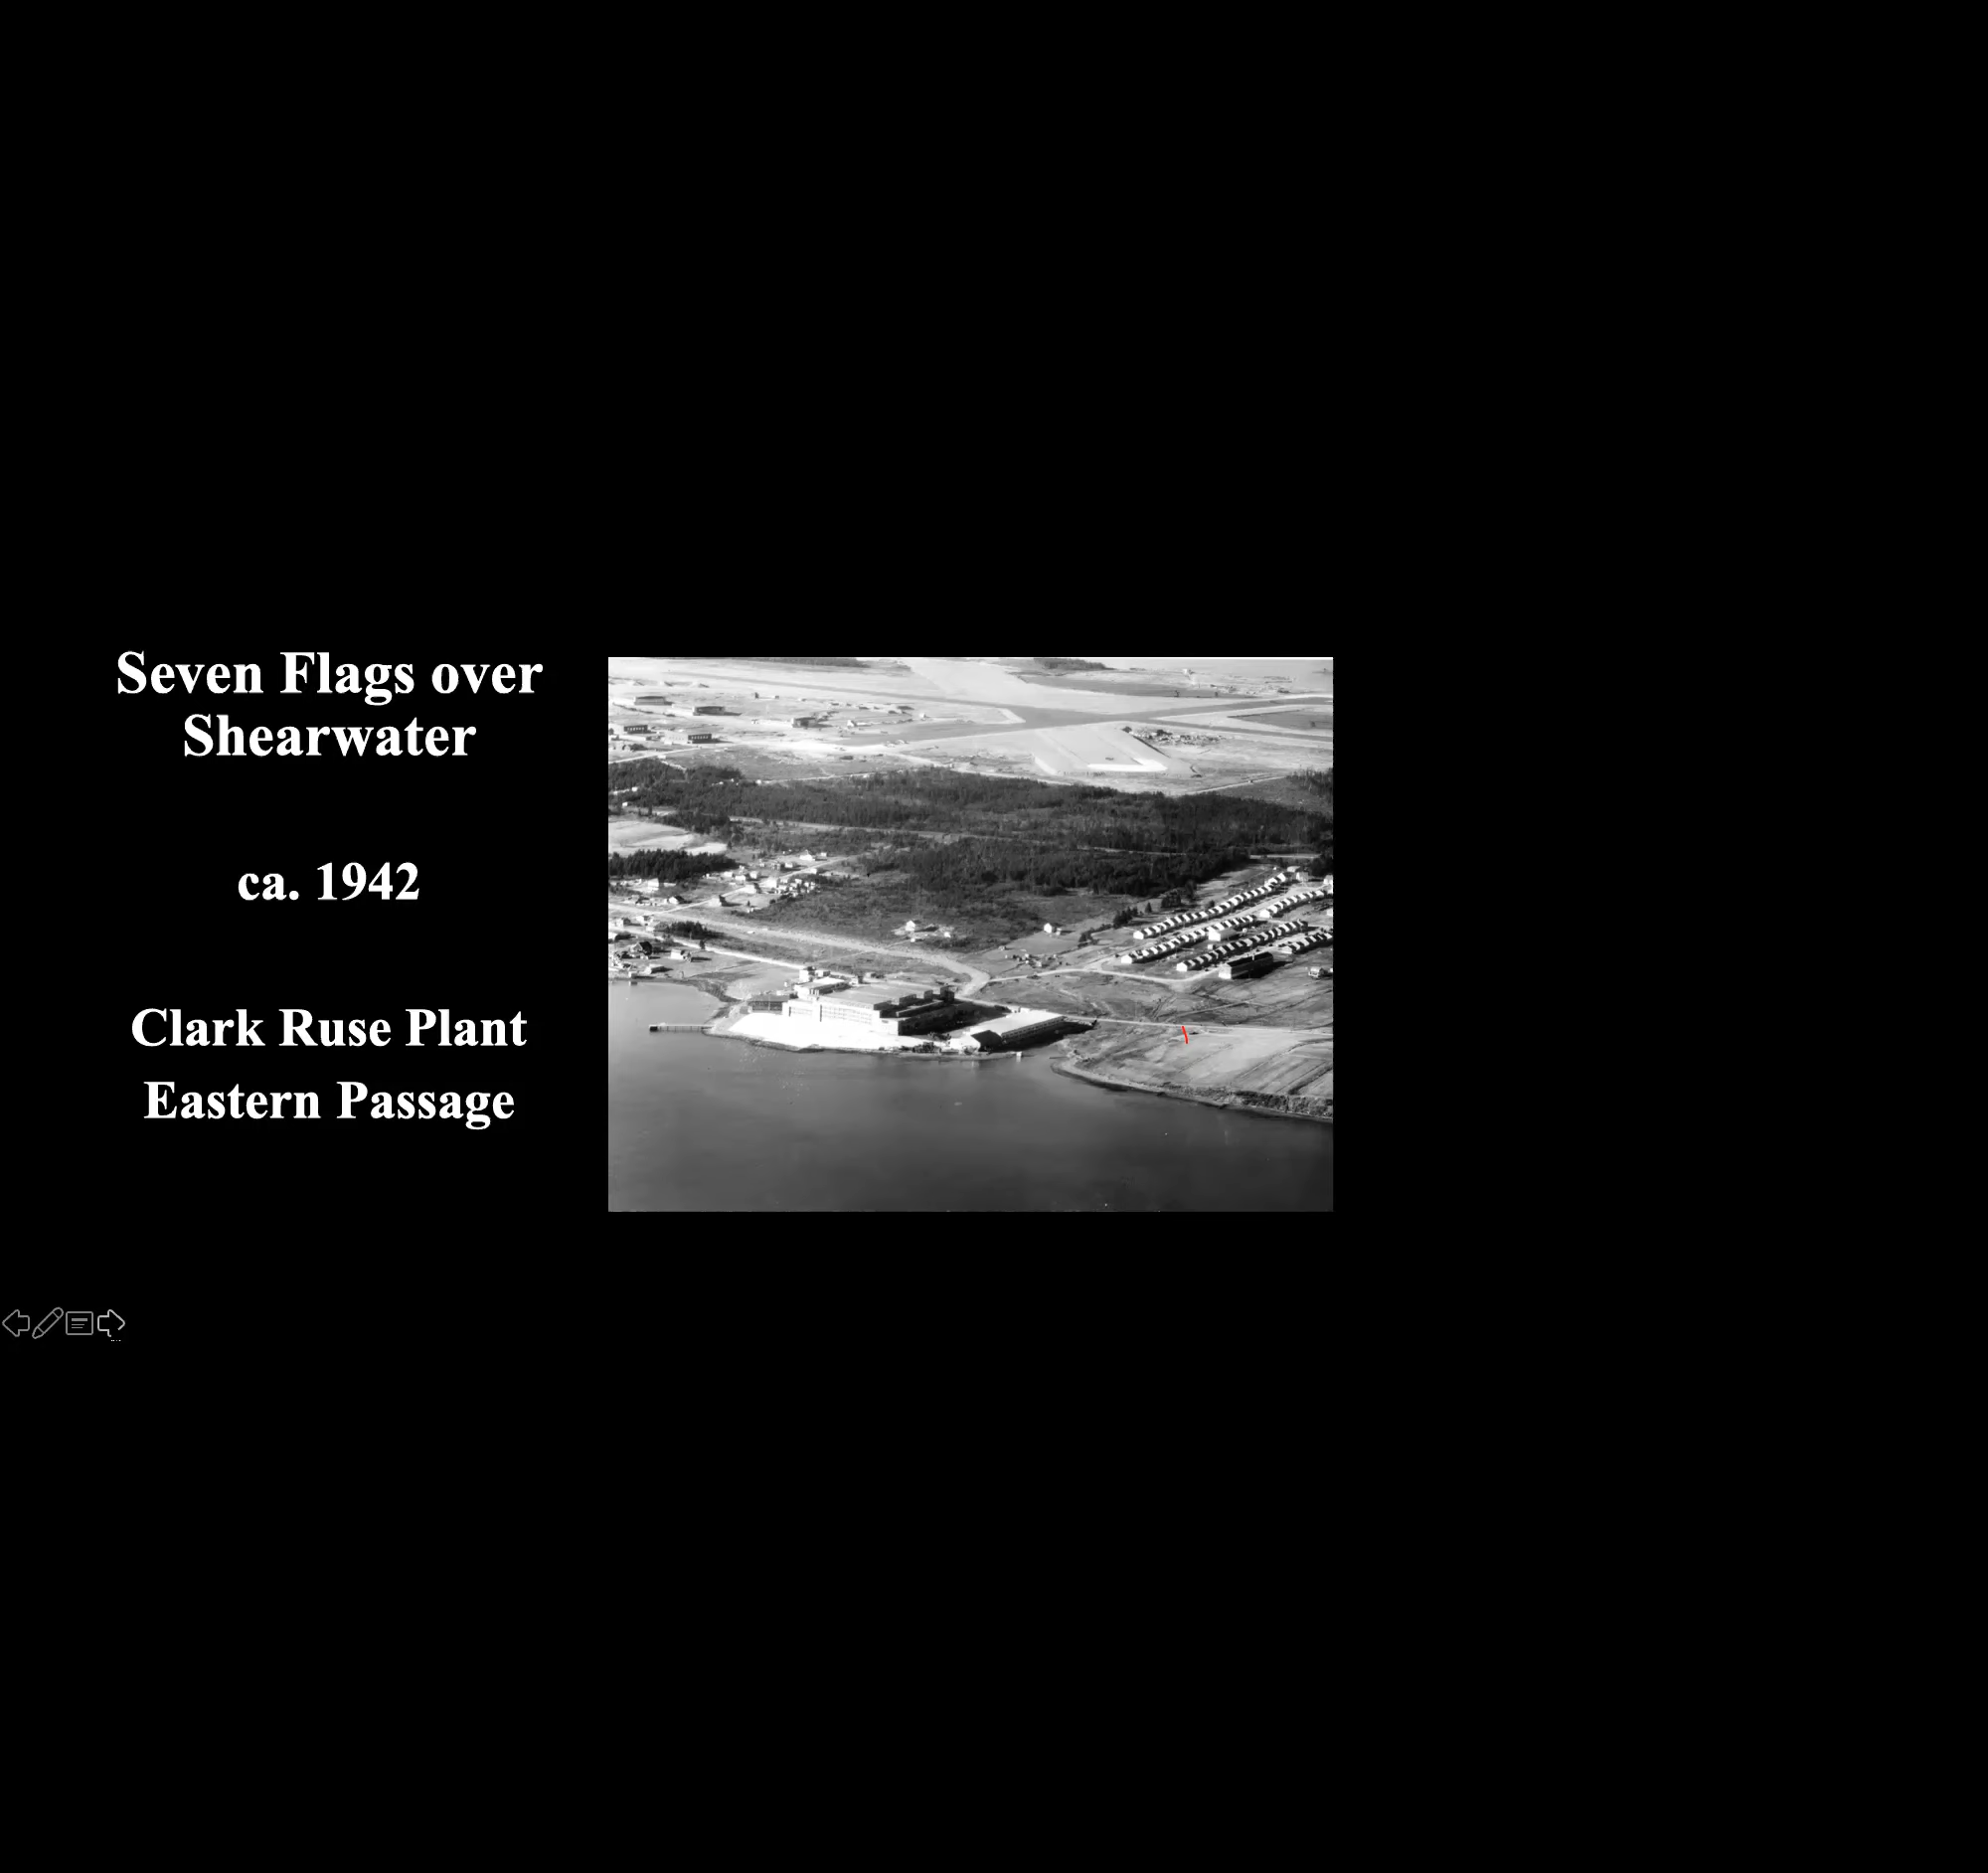 Seven Flags over
Shearwater
ca. 1942
Clark Ruse Plant
Eastern Passage